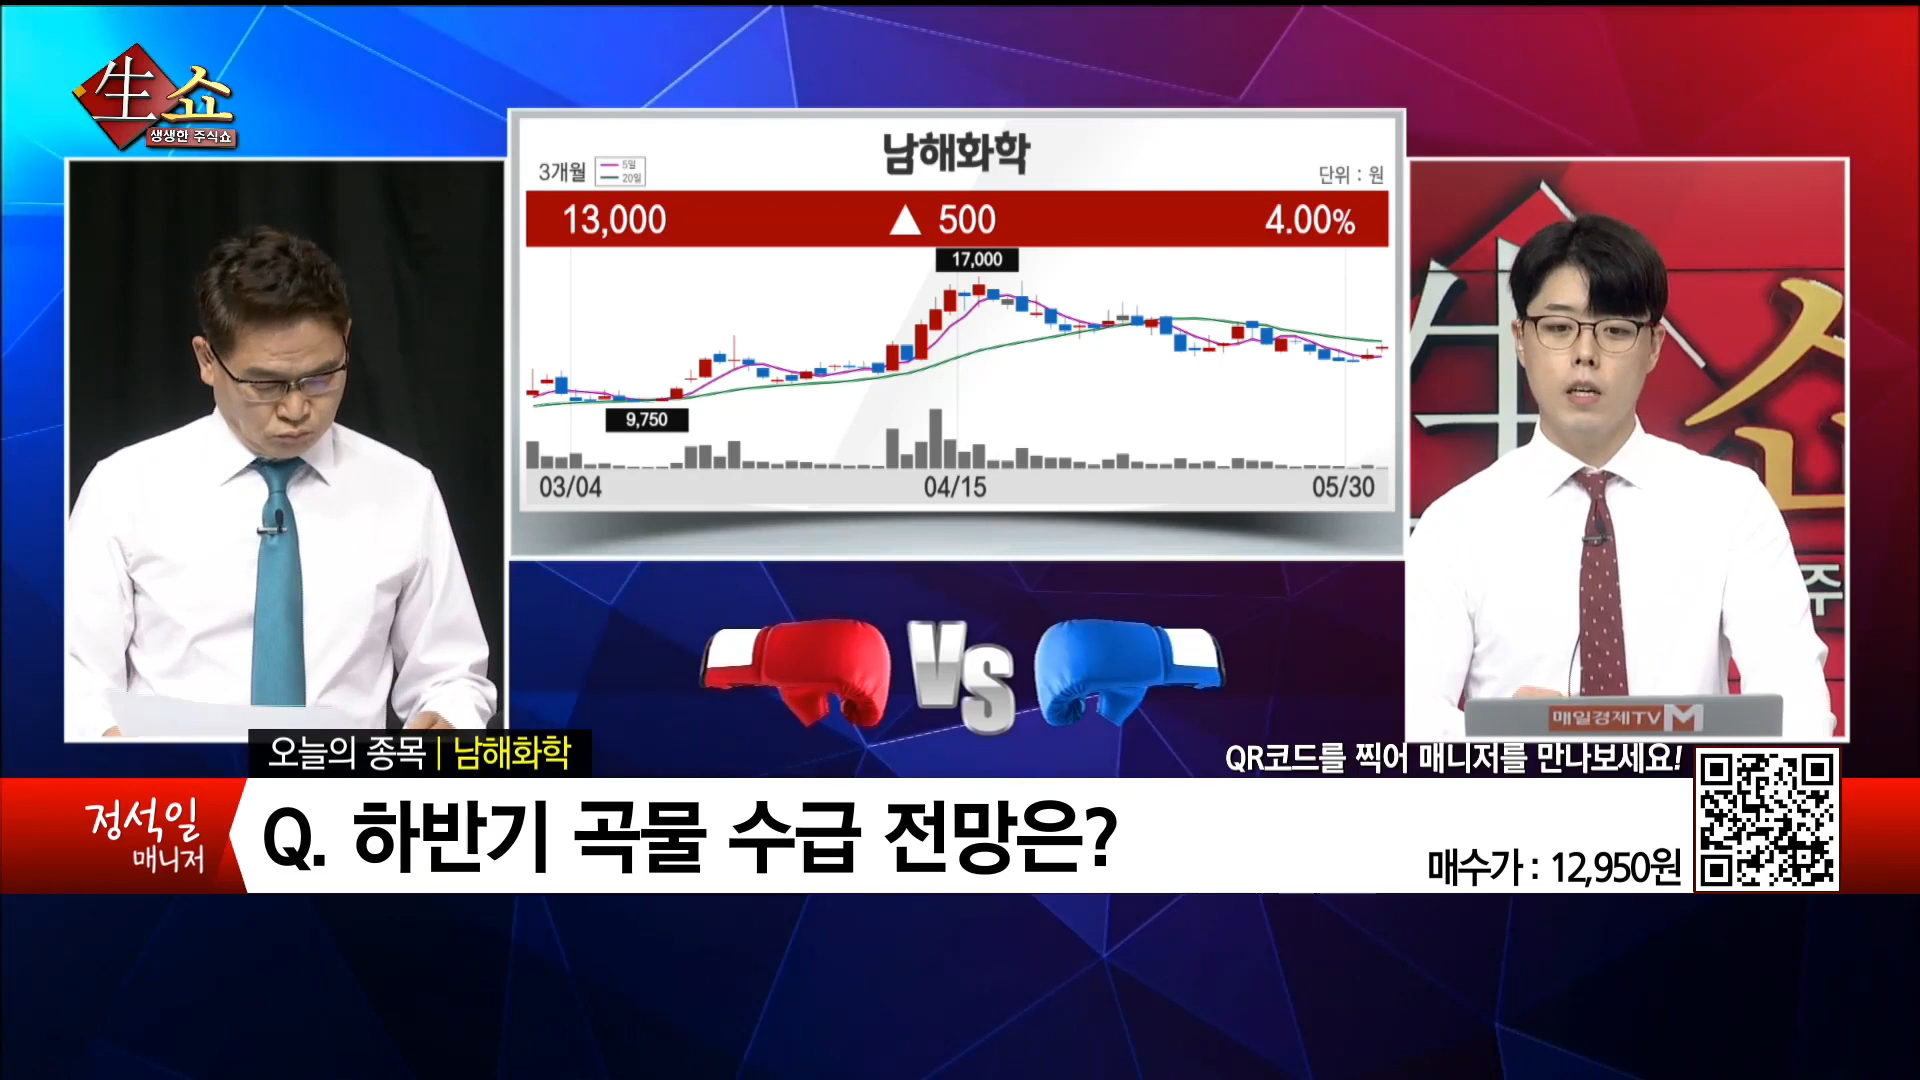 生쇼
생생한 주식쇼
남해화학
3개월
5일
20일
단위 : 원
13,000 ▲ 500 4.00%
17,000
9,750
03/04 04/15 05/30
生쇼
주
VS
매일경제TV M
오늘의 종목 | 남해화학
QR코드를 찍어 매니저를 만나보세요!
정석일
매니저
Q. 하반기 곡물 수급 전망은?
매수가 : 12,950원